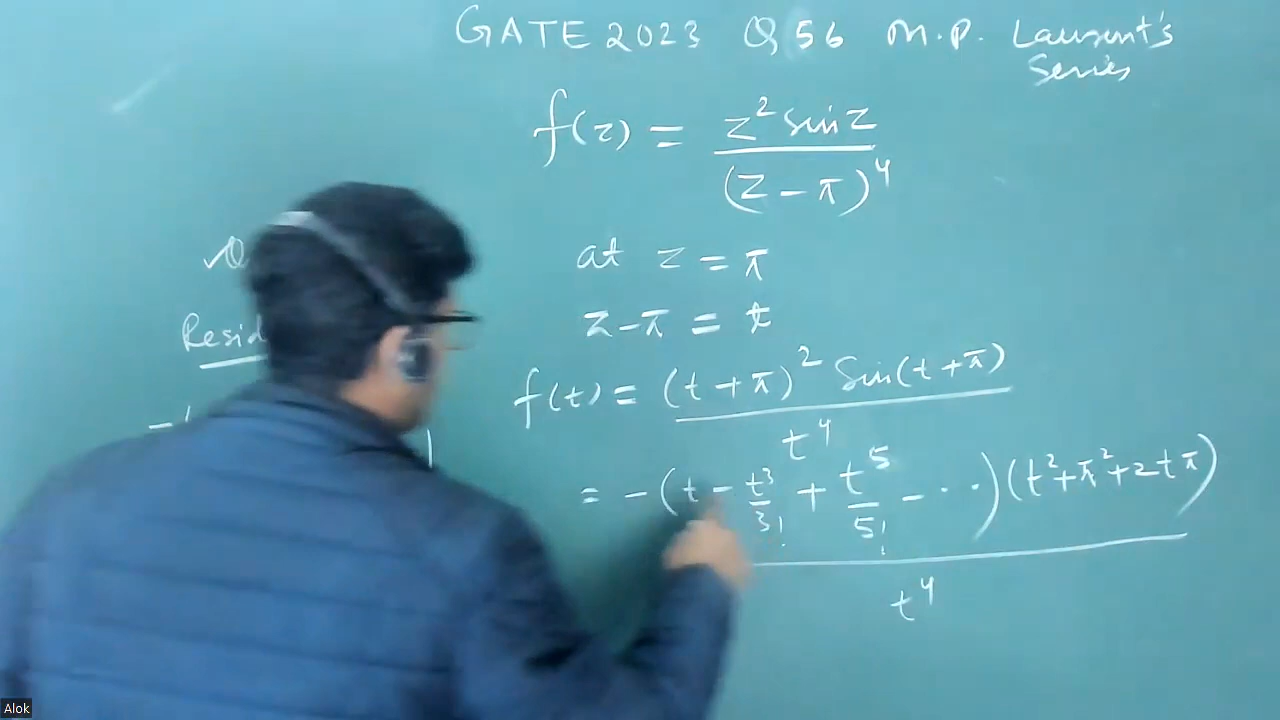 GATE 2023 Q 56 M.P. Laurent's
Series
f(z) = z² sin z / (z - π)⁴
at z = π
z - π = t
Resid
f(t) = (t + π)² Sin(t + π) / t⁴
= - (t - t³/3! + t⁵/5! - ...) (t² + π² + 2tπ) / t⁴
Alok